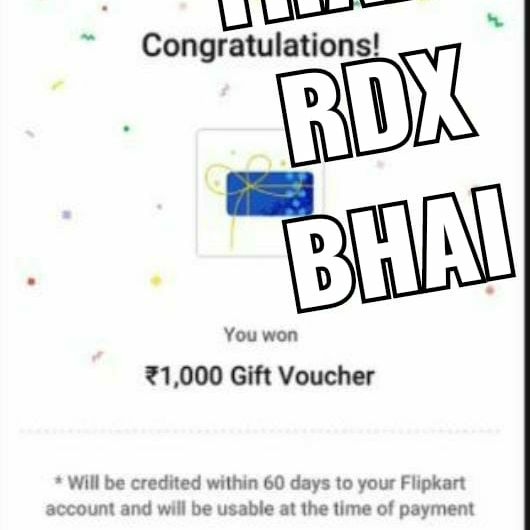 Congratulations!
RDX
BHAI
You won
₹1,000 Gift Voucher
* Will be credited within 60 days to your Flipkart
account and will be usable at the time of payment